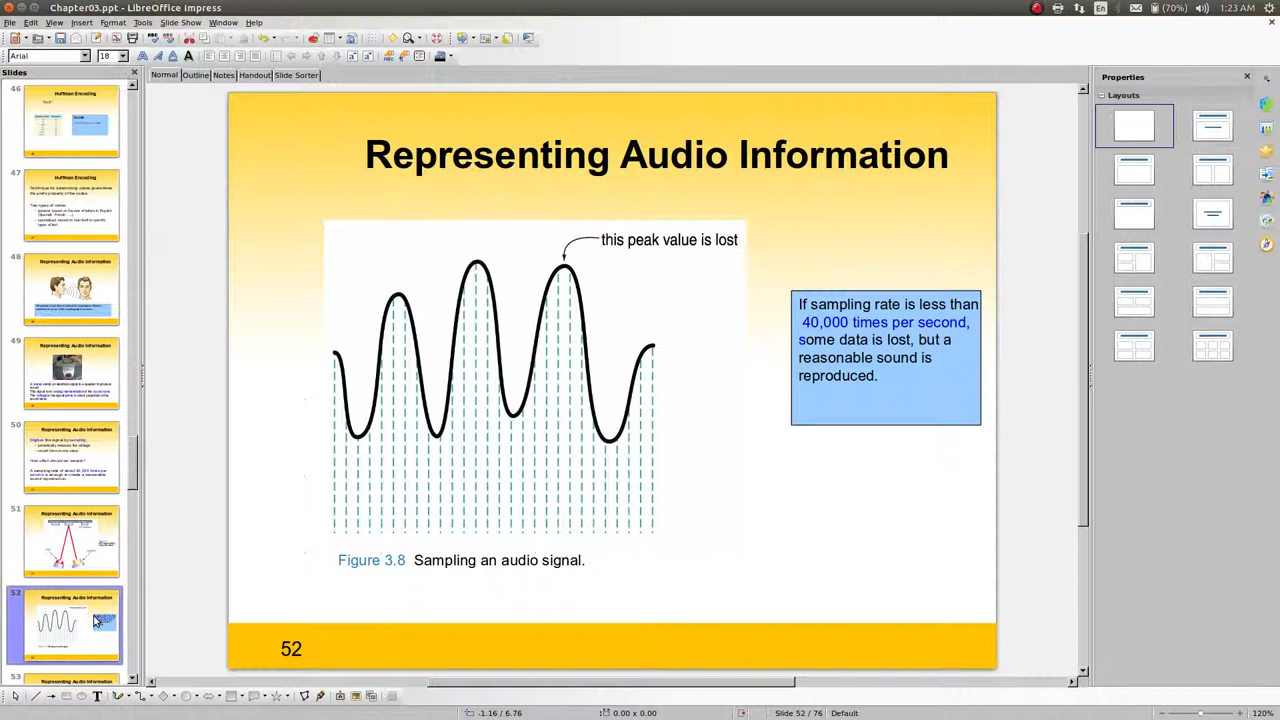 Chapter03.ppt - LibreOffice Impress
En
(70%)
1:23 AM
File Edit View Insert Format Tools Slide Show Window Help
Arial
18
Slides
Normal Outline Notes Handout Slide Sorter
Properties
Layouts
46
Huffman Encoding
47
Huffman Encoding
48
Representing Audio Information
49
Representing Audio Information
50
Representing Audio Information
51
Representing Audio Information
52
Representing Audio Information
53
Representing Audio Information
Representing Audio Information
this peak value is lost
If sampling rate is less than
40,000 times per second,
some data is lost, but a
reasonable sound is
reproduced.
Figure 3.8 Sampling an audio signal.
52
-1.16 / 6.76
0.00 x 0.00
Slide 52 / 76
Default
120%